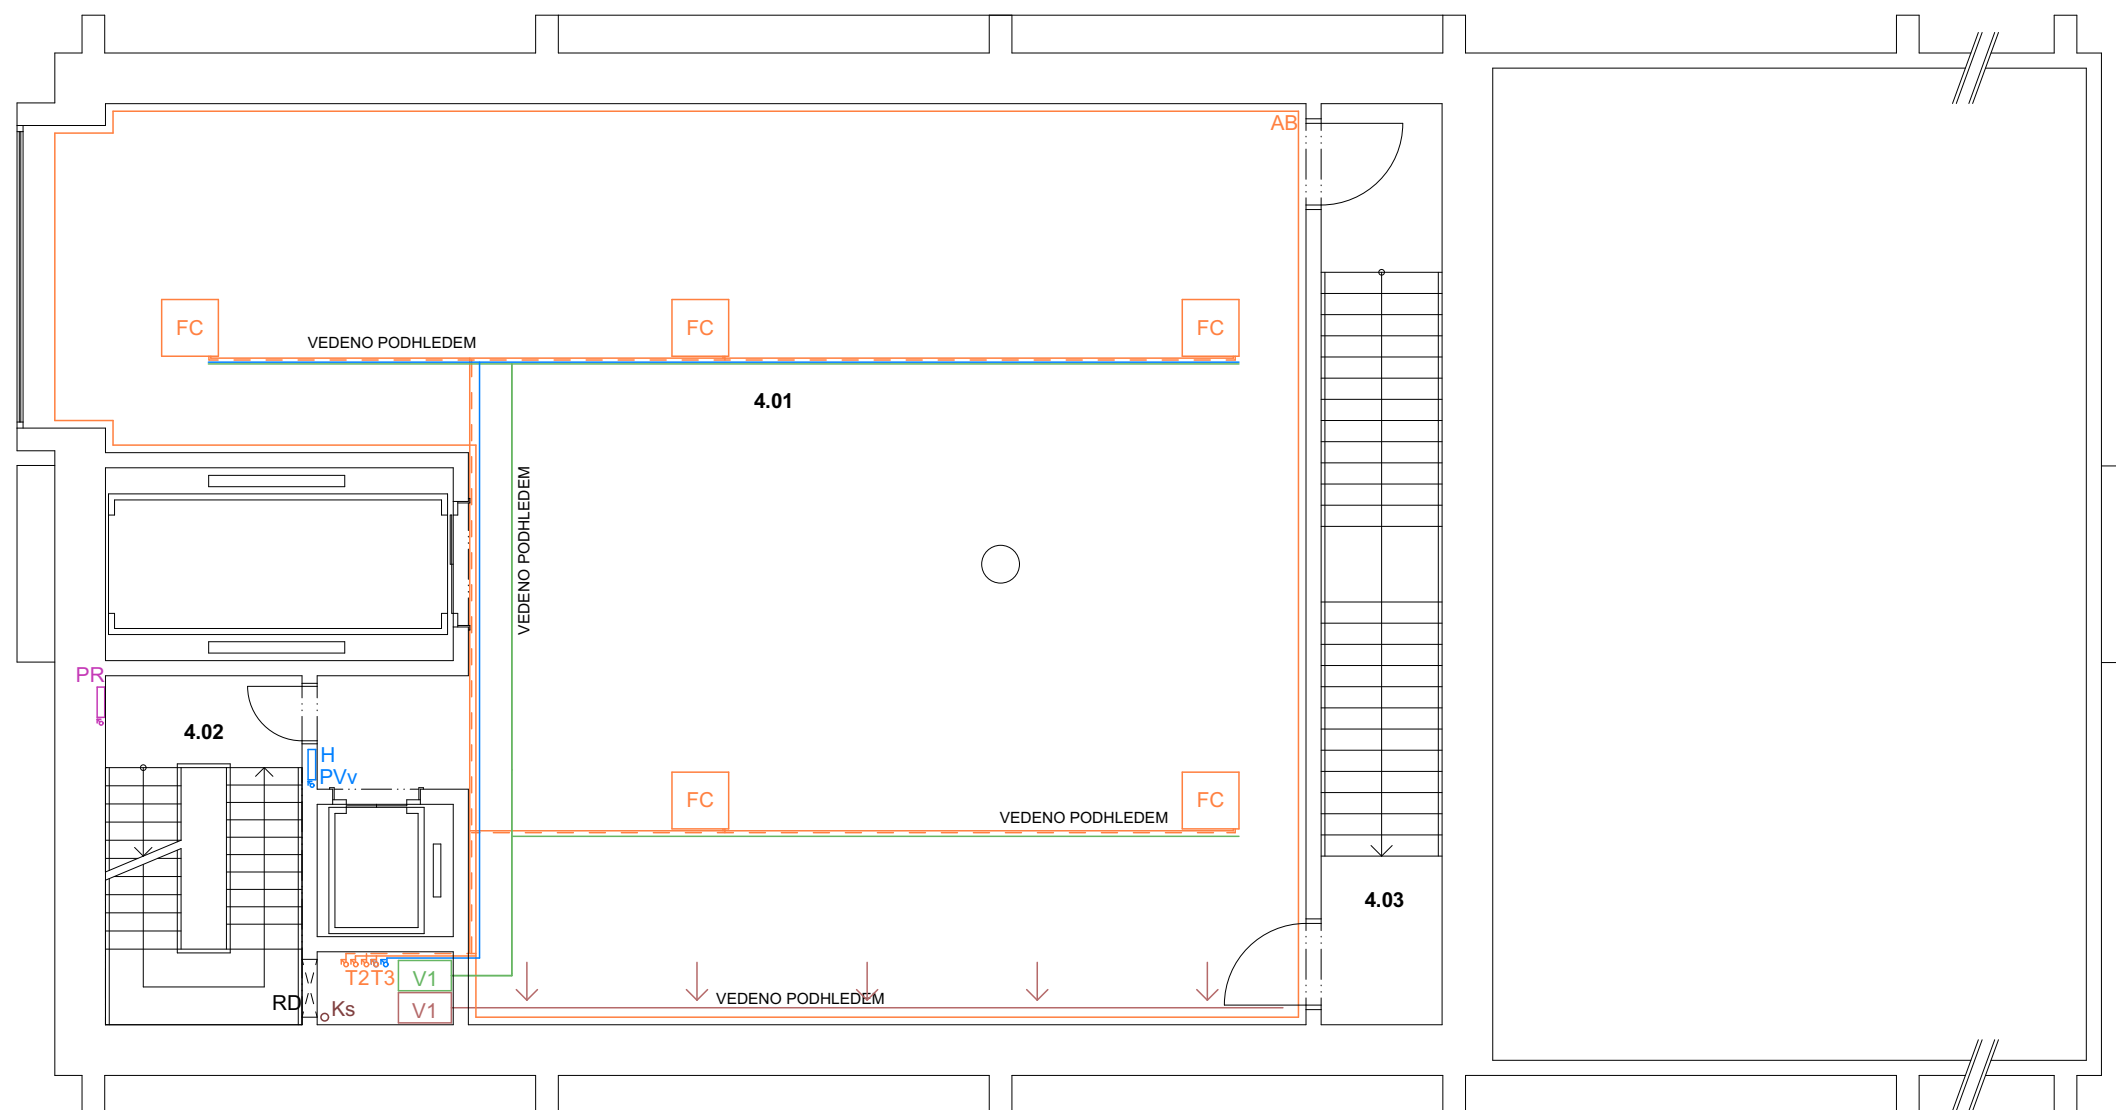 AB
FC
FC
FC
VEDENO PODHLEDEM
4.01
VEDENO PODHLEDEM
PR
4.02
H
PVv
FC
FC
VEDENO PODHLEDEM
4.03
T2T3
V1
RD
Ks
V1
VEDENO PODHLEDEM